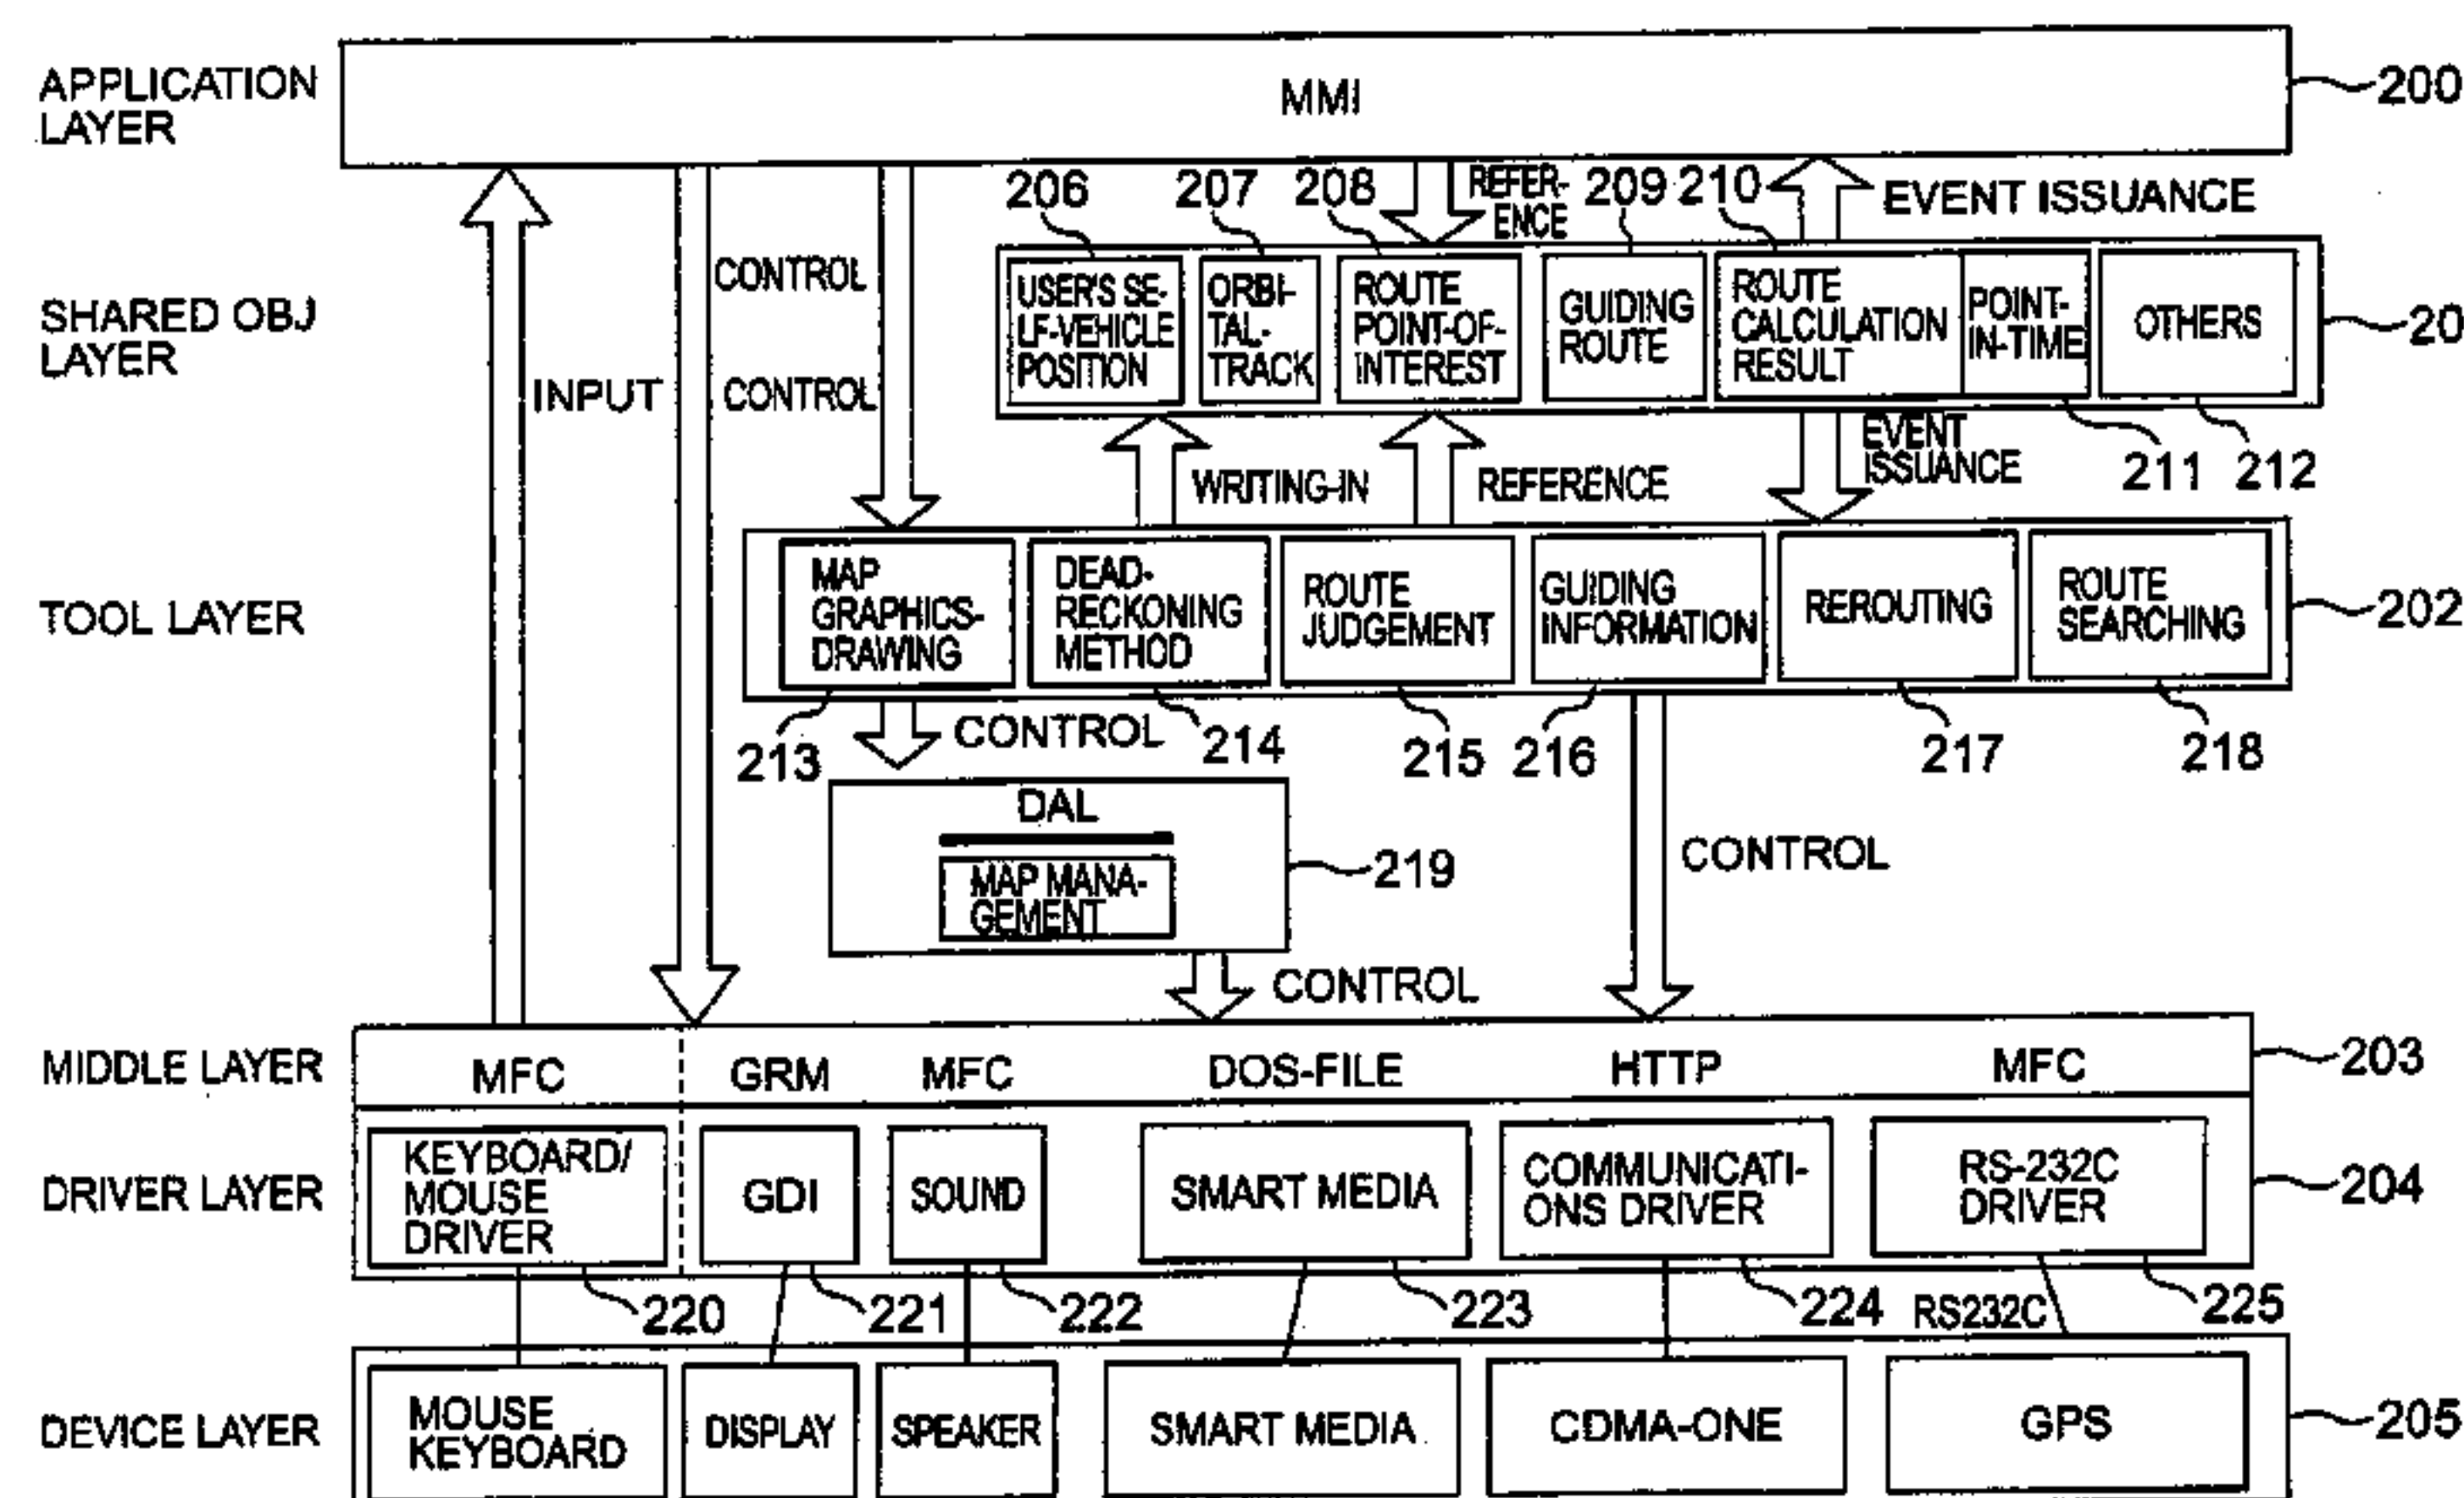 APPLICATION
LAYER
MMI
200
206
207
208
REFER-
ENCE
209
210
EVENT ISSUANCE
SHARED OBJ
LAYER
INPUT
CONTROL
CONTROL
USER'S SE-
LF-VEHICLE
POSITION
ORBI-
TAL-
TRACK
ROUTE
POINT-OF-
INTEREST
GUIDING
ROUTE
ROUTE
CALCULATION
RESULT
POINT-
IN-TIME
OTHERS
20
WRITING-IN
REFERENCE
EVENT
ISSUANCE
211
212
TOOL LAYER
MAP
GRAPHICS-
DRAWING
DEAD-
RECKONING
METHOD
ROUTE
JUDGEMENT
GUIDING
INFORMATION
REROUTING
ROUTE
SEARCHING
202
213
CONTROL
214
215
216
217
218
DAL
MAP MANA-
GEMENT
219
CONTROL
CONTROL
MIDDLE LAYER
MFC
GRM
MFC
DOS-FILE
HTTP
MFC
203
DRIVER LAYER
KEYBOARD/
MOUSE
DRIVER
GDI
SOUND
SMART MEDIA
COMMUNICATI-
ONS DRIVER
RS-232C
DRIVER
204
220
221
222
223
224
RS232C
225
DEVICE LAYER
MOUSE
KEYBOARD
DISPLAY
SPEAKER
SMART MEDIA
CDMA-ONE
GPS
205